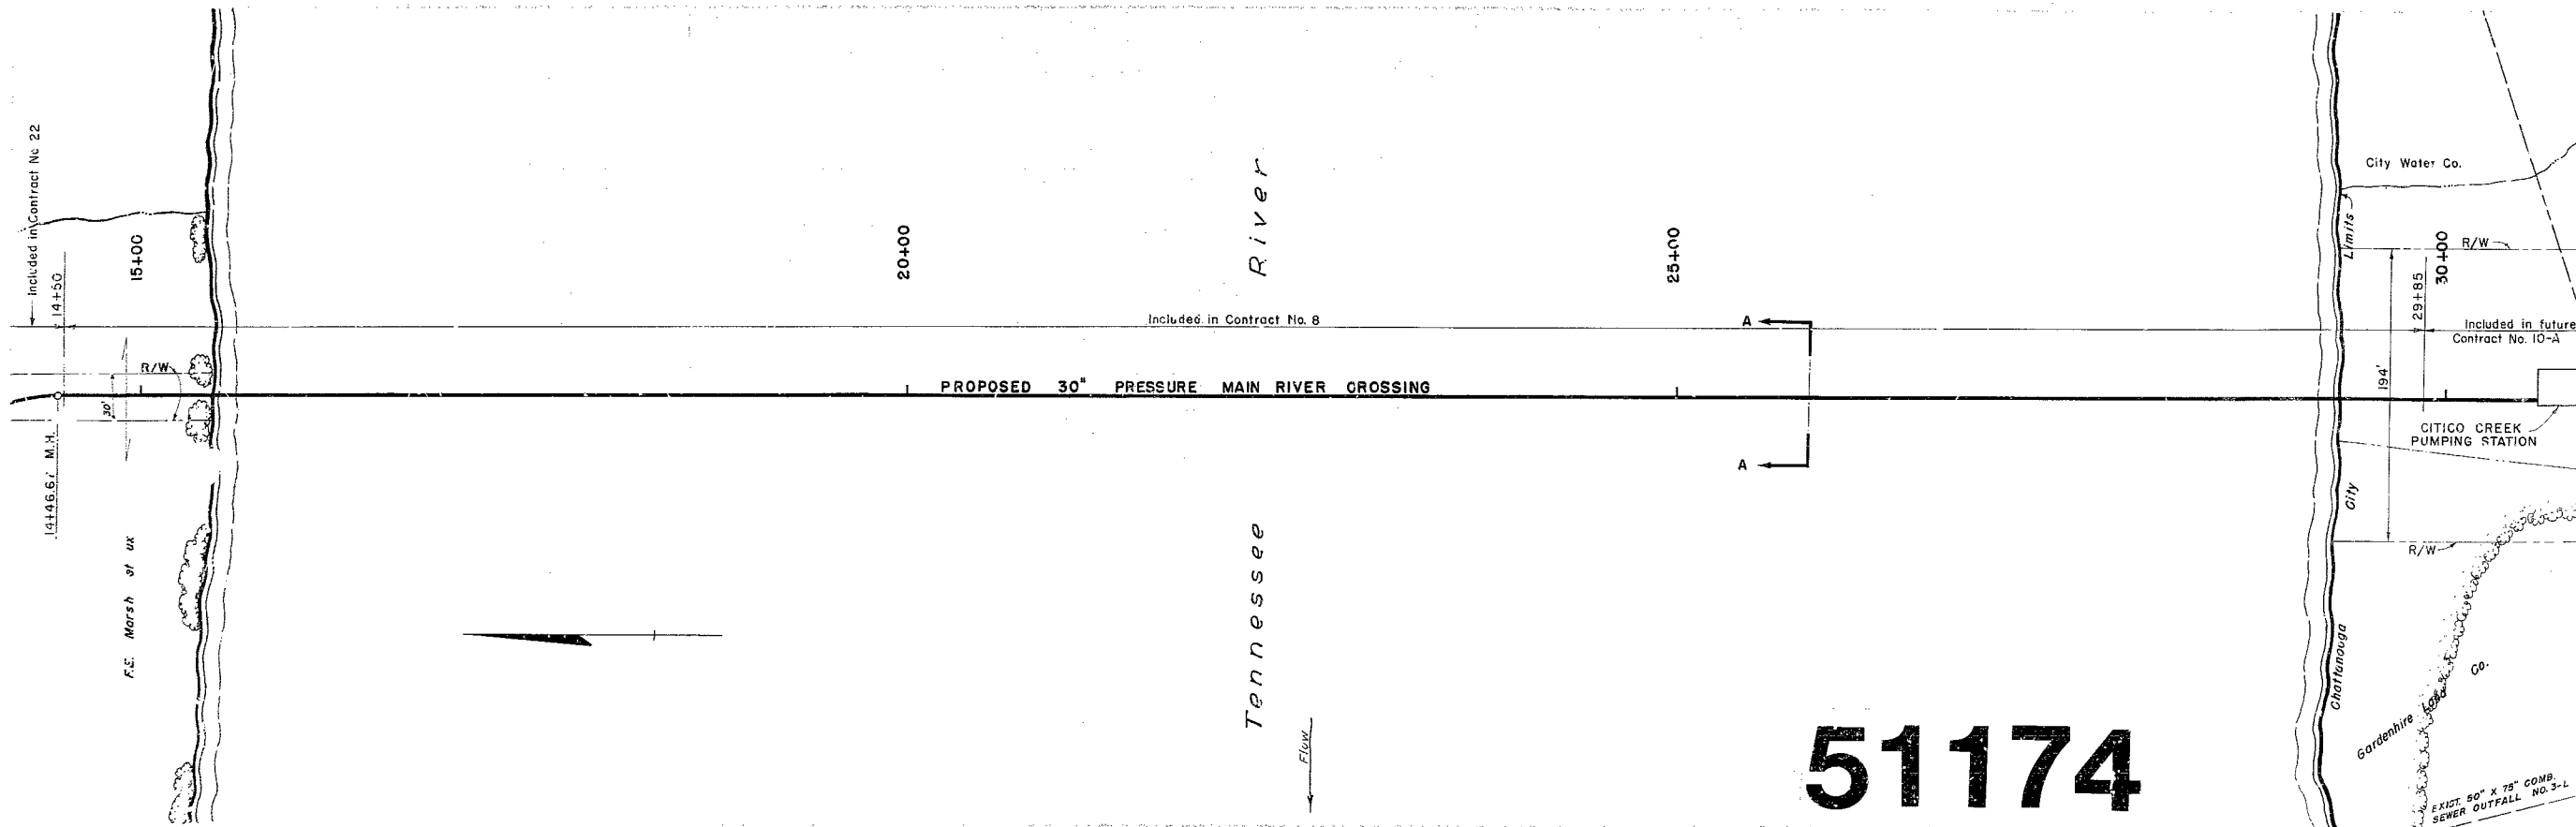 Included in Contract No 22
14+50
15+00
20+00
River
25+00
City Water Co.
Limits
R/W
30+00
29+85
Included in Contract No. 8
Included in future
Contract No. 10-A
A
R/W
30'
PROPOSED 30" PRESSURE MAIN RIVER CROSSING
194'
14+46.67' M.H.
A
CITICO CREEK
PUMPING STATION
City
R/W
F.E. Marsh et ux
Tennessee
Chattanooga
Flow
Gardenhire Land Co.
51174
EXIST. 50" X 75" COMB.
SEWER OUTFALL NO. 3-L